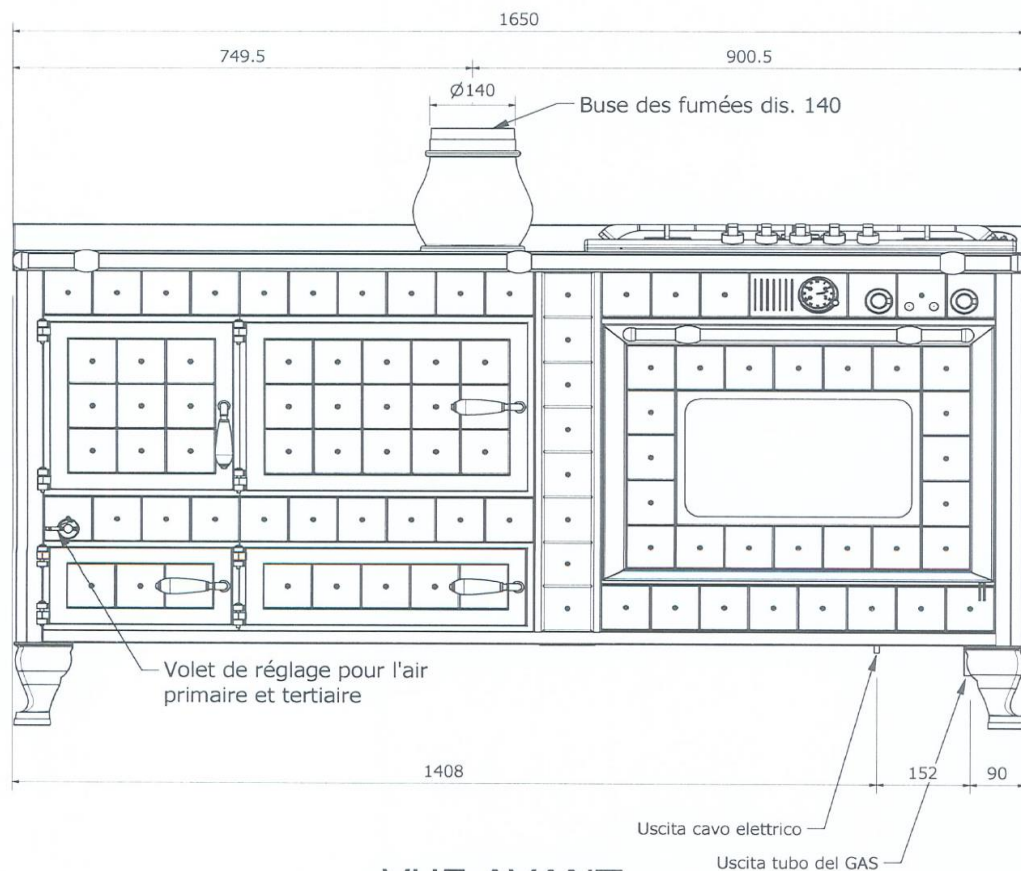 1650
749.5
900.5
Ø140
Buse des fumées dis. 140
Volet de réglage pour l'air
primaire et tertiaire
1408
152
90
Uscita cavo elettrico
Uscita tubo del GAS